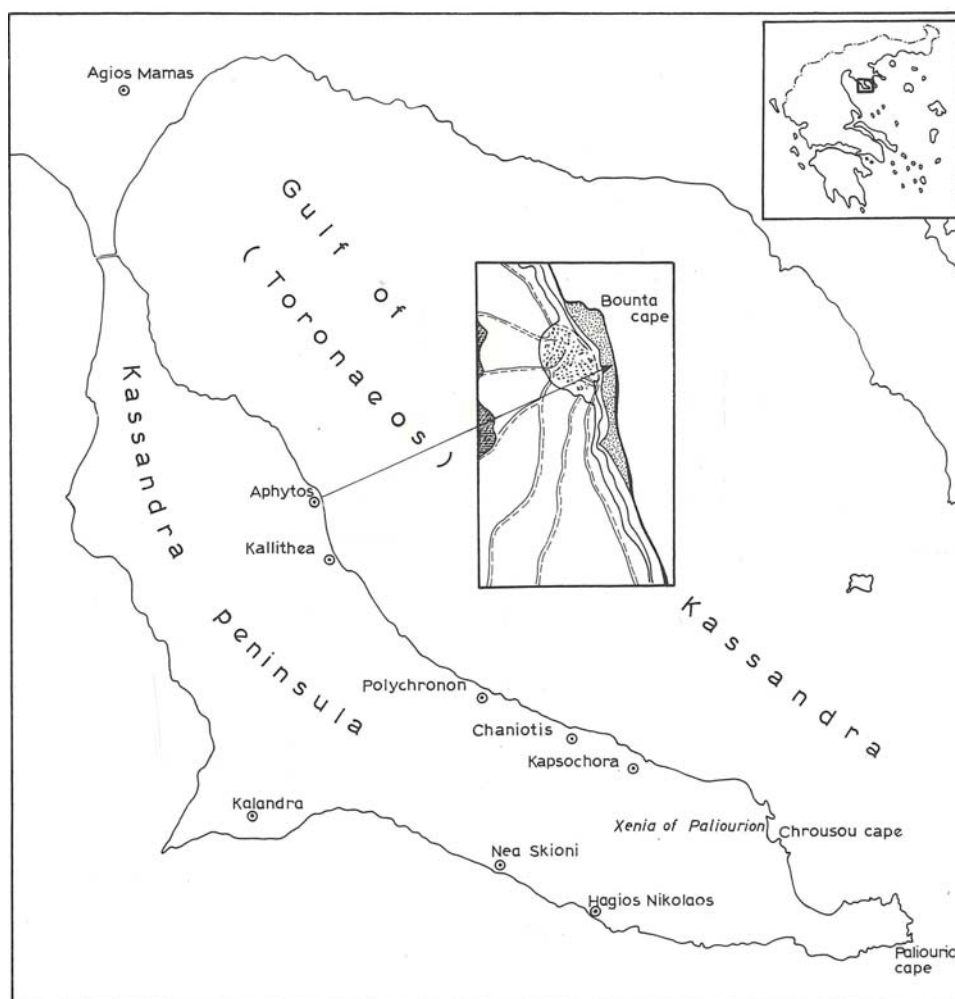 Agios Mamas
Gulf of
( Toronaeos )
Bounta
cape
Kassandra
peninsula
Aphytos
Kallithea
Kassandra
Polychronon
Chaniotis
Kapsochora
Kalandra
Xenia of Paliourion
Chrousou cape
Nea Skioni
Hagios Nikolaos
Paliourio
cape